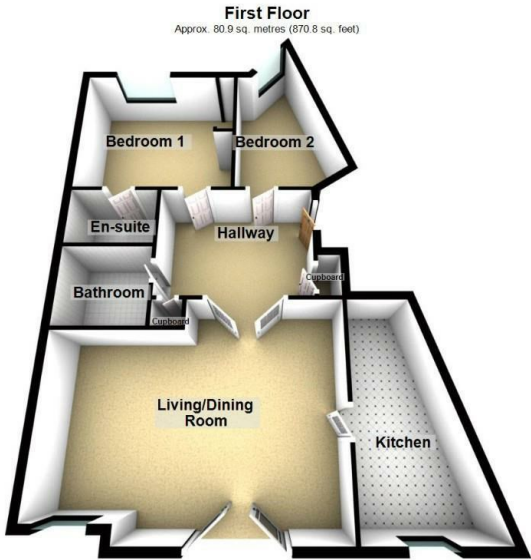 First Floor
Approx. 80.9 sq. metres (870.8 sq. feet)
Bedroom 1
Bedroom 2
En-suite
Hallway
Cupboard
Bathroom
Cupboard
Living/Dining
Room
Kitchen